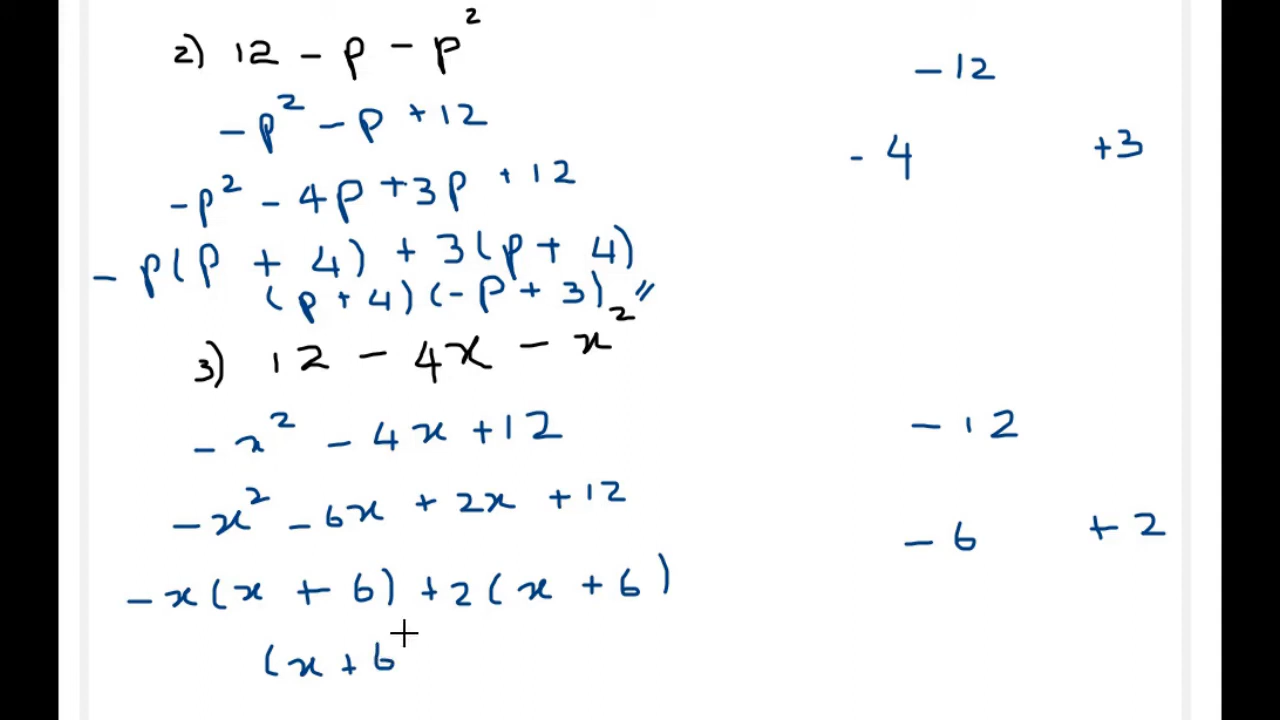 2) 12 - p - p²
-p² - p + 12
-12
-p² - 4p + 3p + 12
- 4 +3
- p(p + 4) + 3(p + 4)
(p + 4)(-p + 3)〃
3) 12 - 4x - x²
-x² - 4x + 12
-12
-x² - 6x + 2x + 12
-6 +2
-x(x + 6) + 2(x + 6)
(x + 6